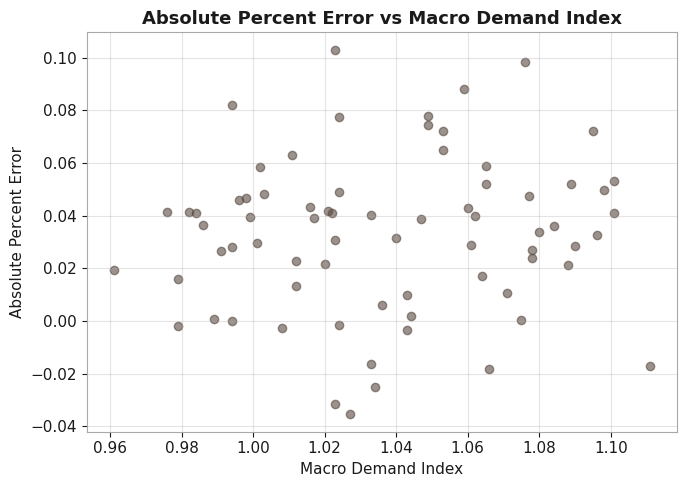 Absolute Percent Error vs Macro Demand Index
Absolute Percent Error
0.10
0.08
0.06
0.04
0.02
0.00
−0.02
−0.04
0.96 0.98 1.00 1.02 1.04 1.06 1.08 1.10
Macro Demand Index